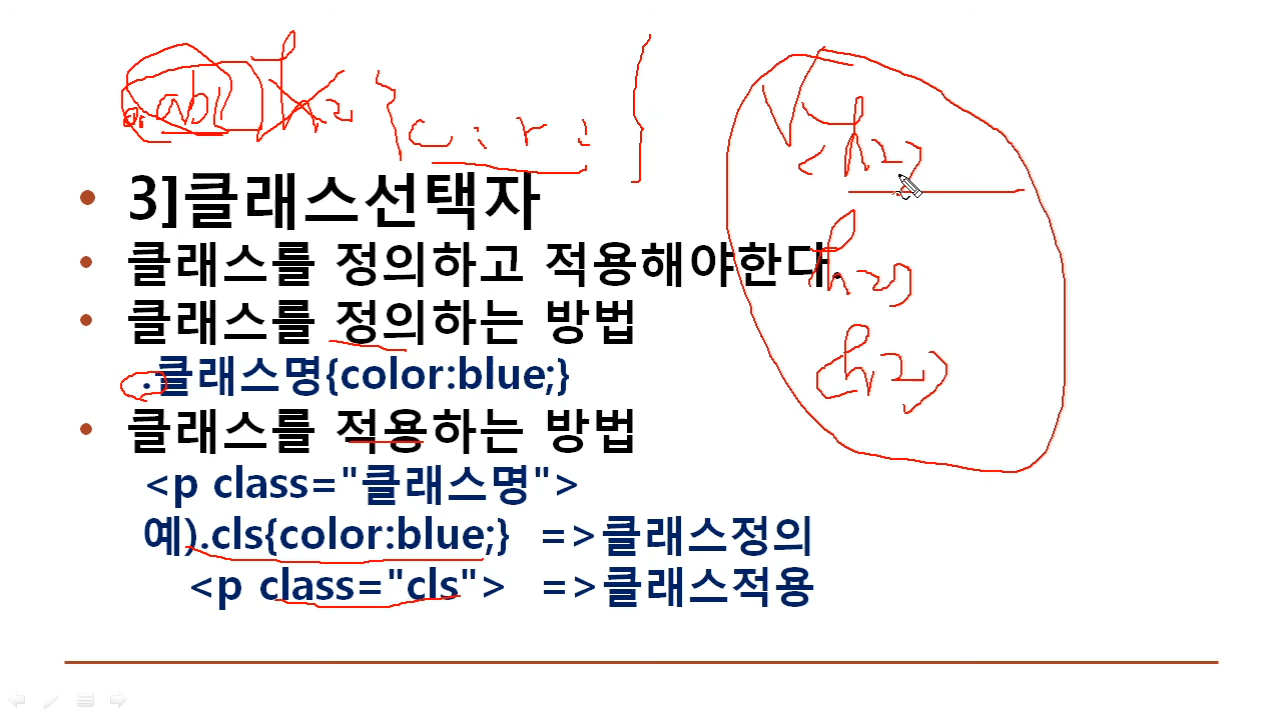 3]클래스선택자
클래스를 정의하고 적용해야한다.
클래스를 정의하는 방법
.클래스명{color:blue;}
클래스를 적용하는 방법
<p class="클래스명">
예).cls{color:blue;} =>클래스정의
<p class="cls"> =>클래스적용
h2
h2
h2